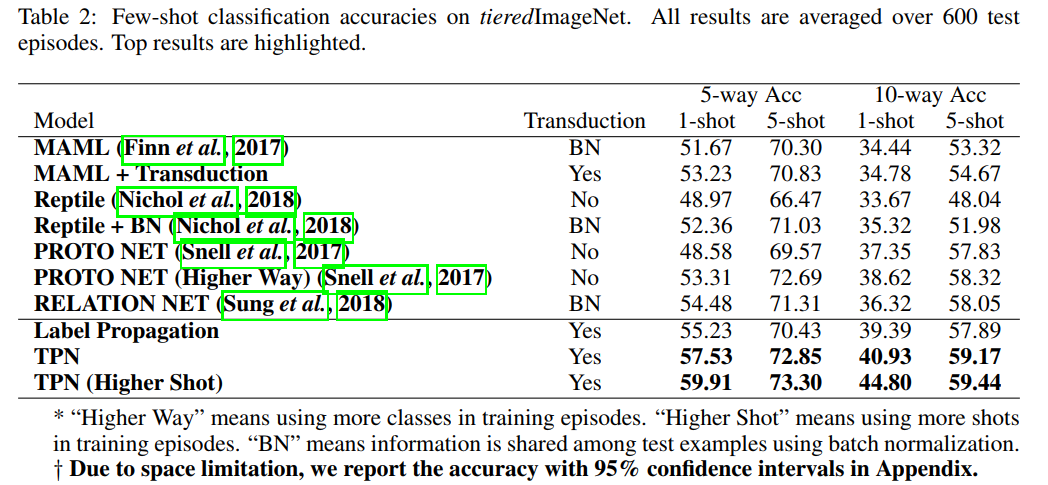 Table 2: Few-shot classification accuracies on tieredImageNet. All results are averaged over 600 test
episodes. Top results are highlighted.
5-way Acc 10-way Acc
Model Transduction 1-shot 5-shot 1-shot 5-shot
MAML (Finn et al., 2017) BN 51.67 70.30 34.44 53.32
MAML + Transduction Yes 53.23 70.83 34.78 54.67
Reptile (Nichol et al., 2018) No 48.97 66.47 33.67 48.04
Reptile + BN (Nichol et al., 2018) BN 52.36 71.03 35.32 51.98
PROTO NET (Snell et al., 2017) No 48.58 69.57 37.35 57.83
PROTO NET (Higher Way) (Snell et al., 2017) No 53.31 72.69 38.62 58.32
RELATION NET (Sung et al., 2018) BN 54.48 71.31 36.32 58.05
Label Propagation Yes 55.23 70.43 39.39 57.89
TPN Yes 57.53 72.85 40.93 59.17
TPN (Higher Shot) Yes 59.91 73.30 44.80 59.44
* “Higher Way” means using more classes in training episodes. “Higher Shot” means using more shots
in training episodes. “BN” means information is shared among test examples using batch normalization.
† Due to space limitation, we report the accuracy with 95% confidence intervals in Appendix.